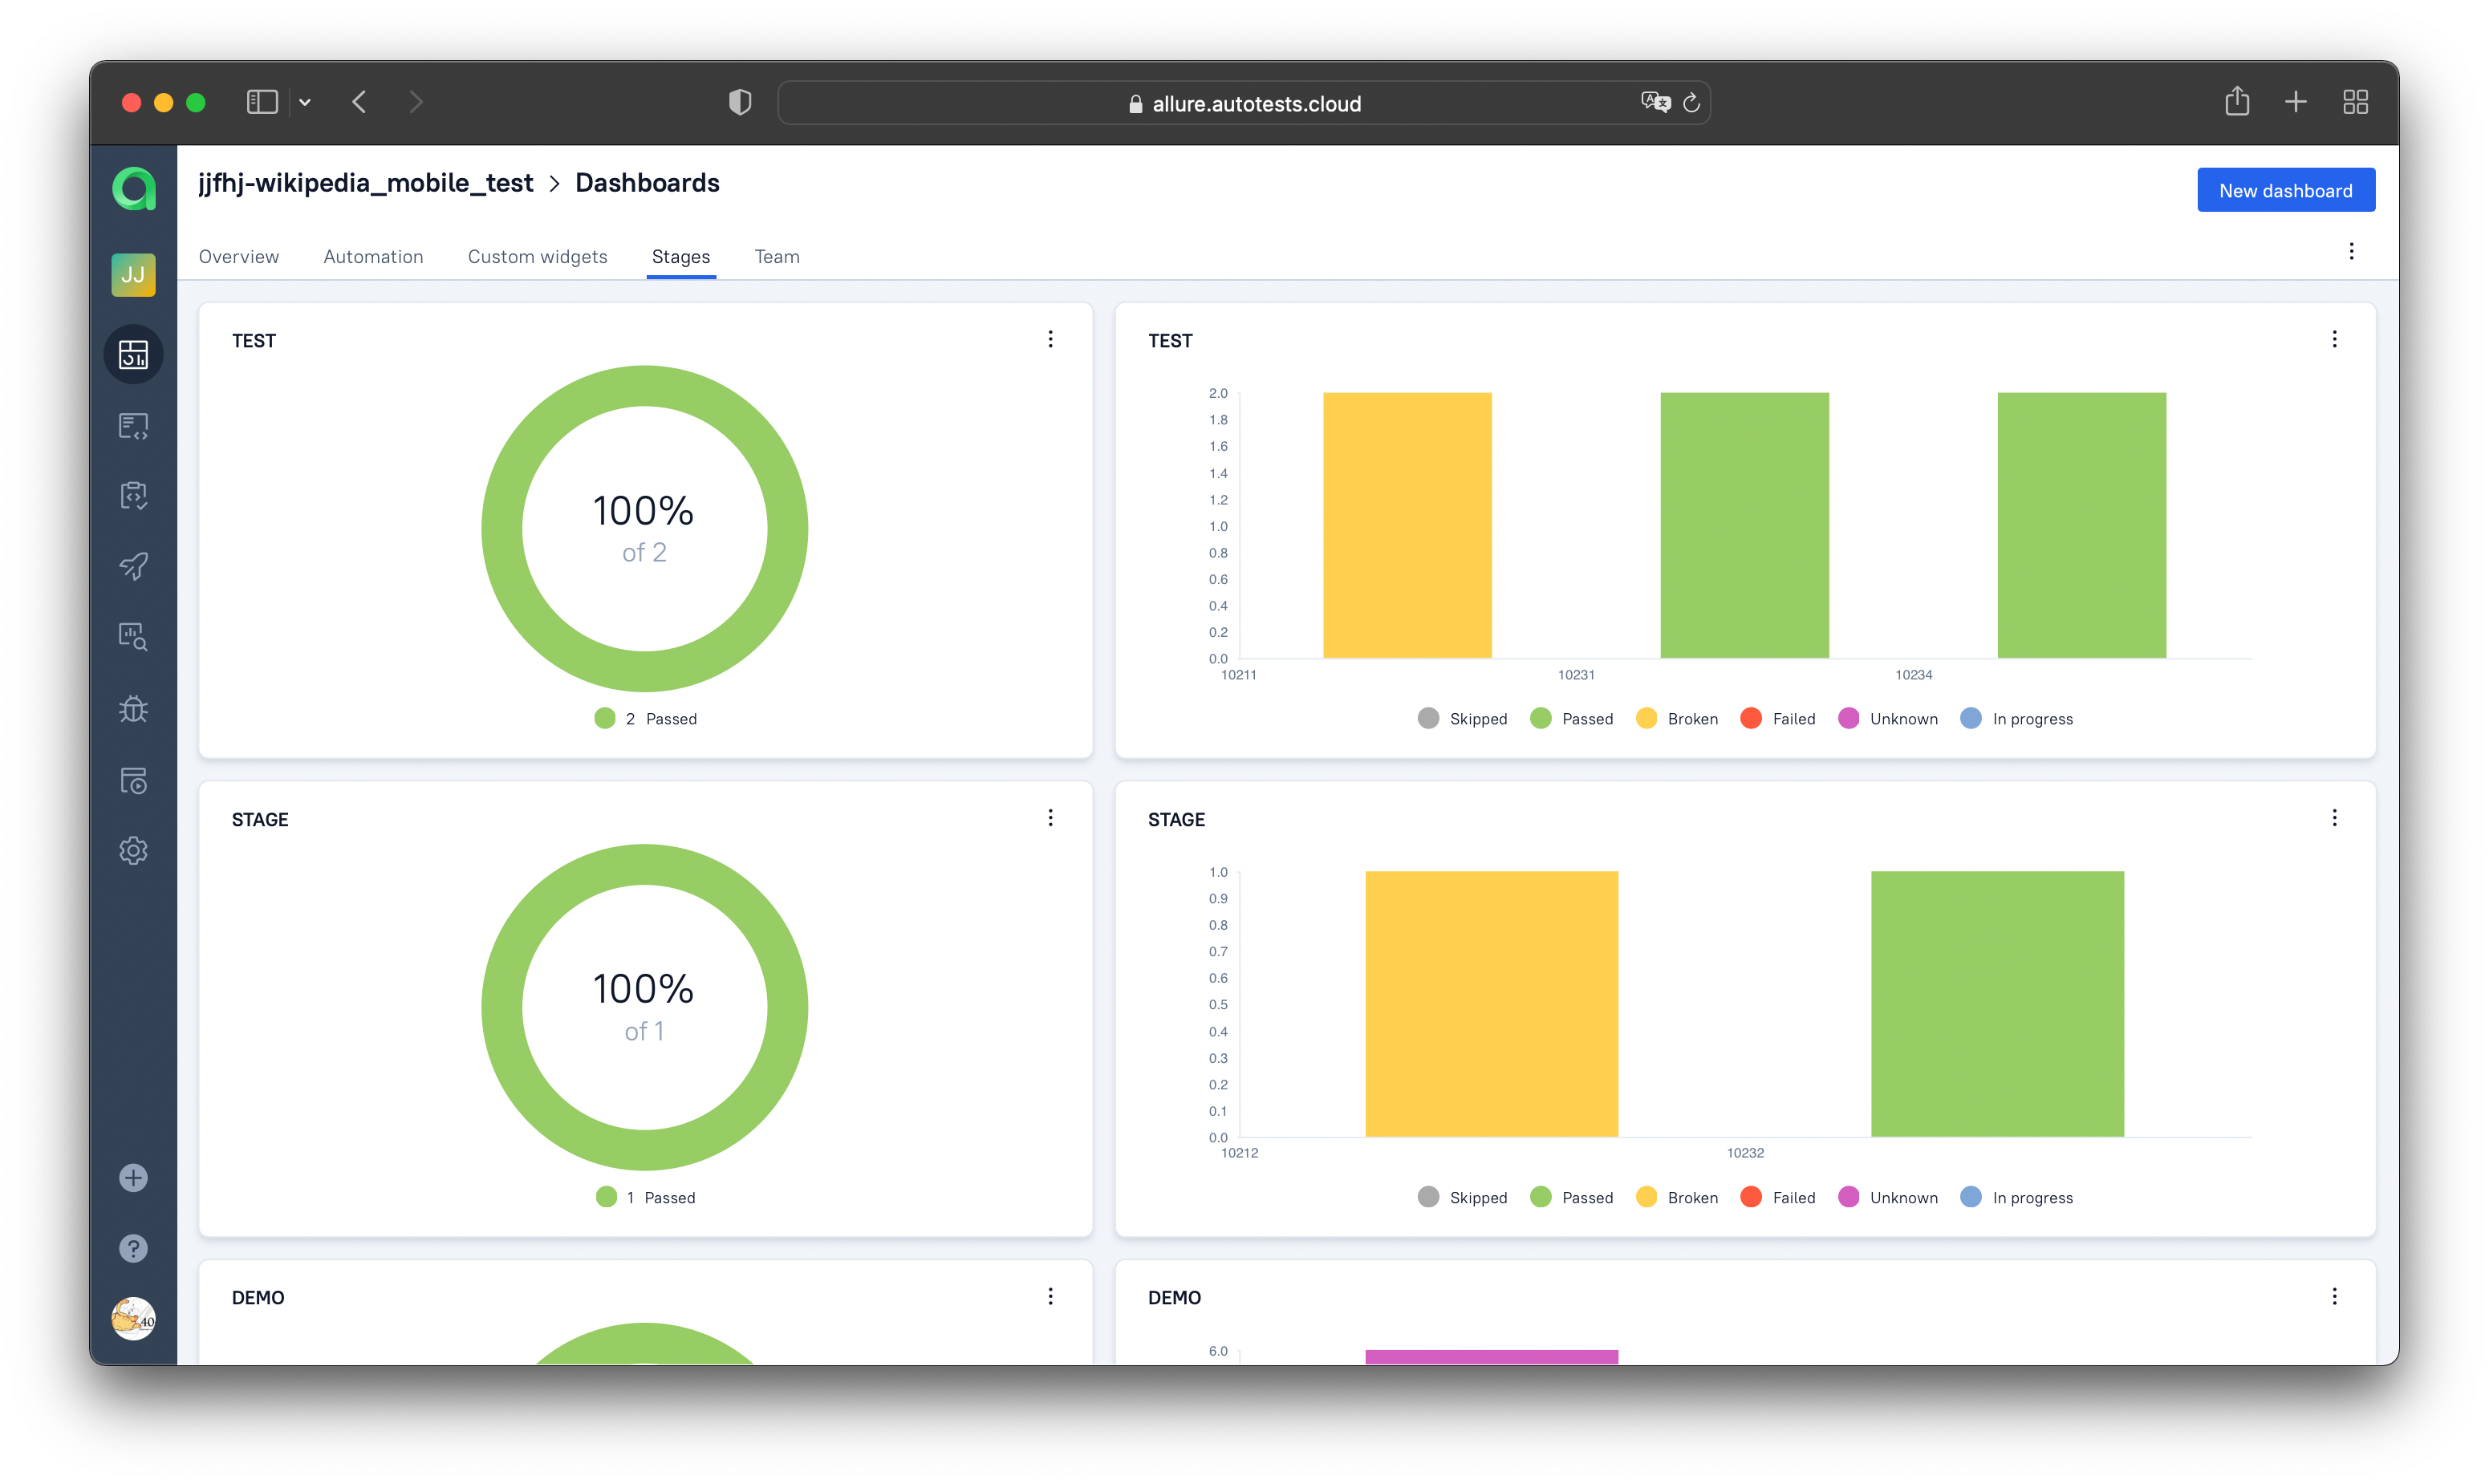 allure.autotests.cloud
jjfhj-wikipedia_mobile_test > Dashboards
New dashboard
JJ
Overview Automation Custom widgets Stages Team
TEST
100%
of 2
2 Passed
TEST
2.0
1.8
1.6
1.4
1.2
1.0
0.8
0.6
0.4
0.2
0.0
10211 10231 10234
Skipped Passed Broken Failed Unknown In progress
STAGE
100%
of 1
1 Passed
STAGE
1.0
0.9
0.8
0.7
0.6
0.5
0.4
0.3
0.2
0.1
0.0
10212 10232
Skipped Passed Broken Failed Unknown In progress
DEMO
DEMO
6.0
40